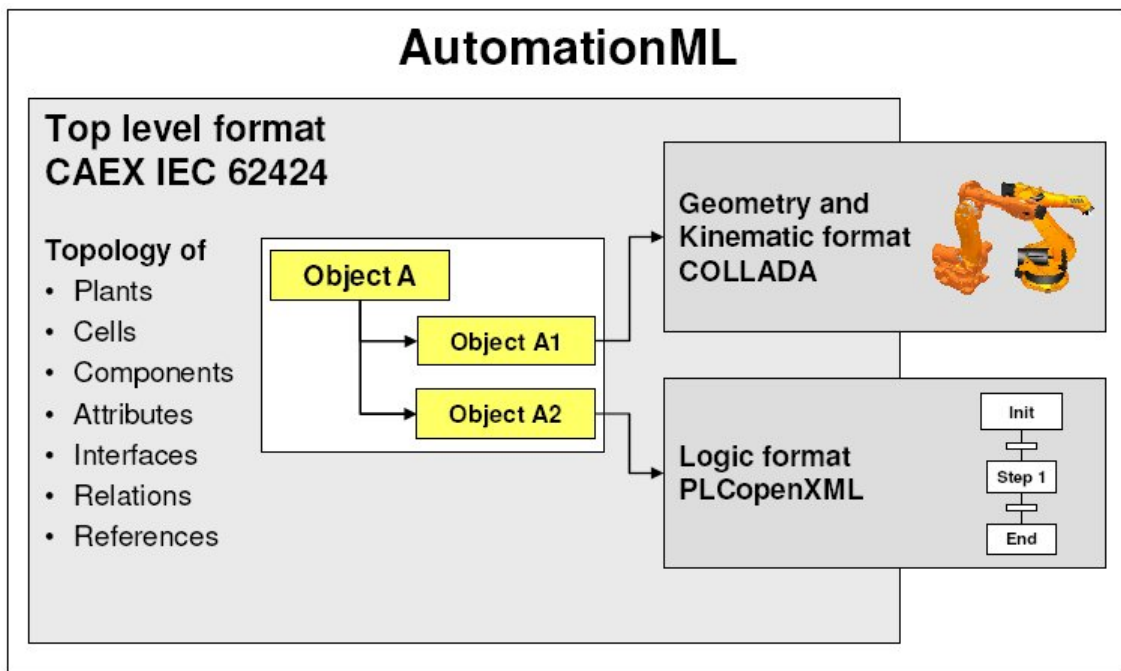 AutomationML
Top level format
CAEX IEC 62424
Topology of
• Plants
• Cells
• Components
• Attributes
• Interfaces
• Relations
• References
Object A
Object A1
Object A2
Geometry and
Kinematic format
COLLADA
Logic format
PLCopenXML
Init
Step 1
End